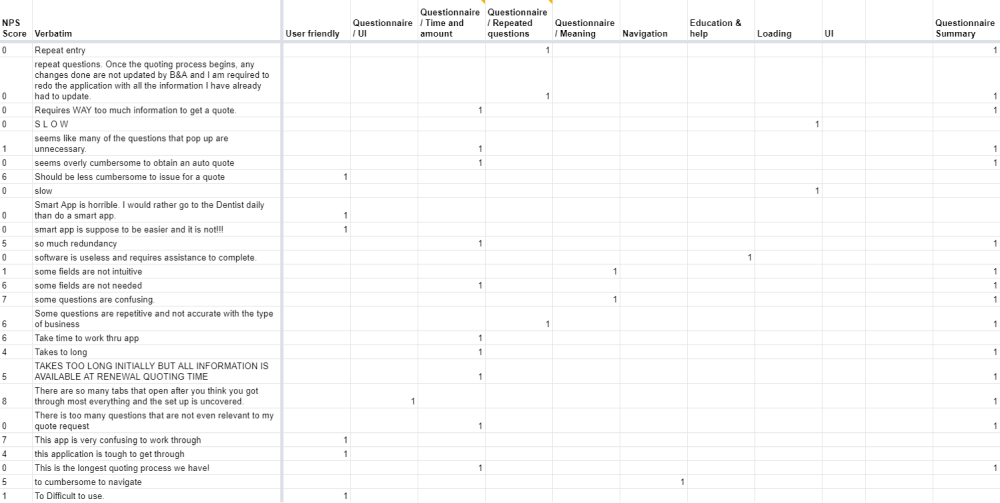 NPS Score Verbatim User friendly Questionnaire / UI Questionnaire / Time and amount Questionnaire / Repeated questions Questionnaire / Meaning Navigation Education & help Loading UI Questionnaire Summary
0 Repeat entry 1 1
repeat questions. Once the quoting process begins, any
changes done are not updated by B&A and I am required to
redo the application with all the information I have already
0 had to update. 1 1
0 Requires WAY too much information to get a quote. 1 1
0 S L O W 1
seems like many of the questions that pop up are
1 unnecessary. 1 1
0 seems overly cumbersome to obtain an auto quote 1 1
6 Should be less cumbersome to issue for a quote 1
0 slow 1
Smart App is horrible. I would rather go to the Dentist daily
0 than do a smart app. 1
0 smart app is suppose to be easier and it is not!!! 1
5 so much redundancy 1 1
0 software is useless and requires assistance to complete. 1
1 some fields are not intuitive 1 1
6 some fields are not needed 1 1
7 some questions are confusing. 1 1
Some questions are repetitive and not accurate with the type
6 of business 1 1
6 Take time to work thru app 1 1
4 Takes to long 1 1
TAKES TOO LONG INITIALLY BUT ALL INFORMATION IS
5 AVAILABLE AT RENEWAL QUOTING TIME 1 1
There are so many tabs that open after you think you got
8 through most everything and the set up is uncovered. 1 1
There is too many questions that are not even relevant to my
0 quote request 1 1
7 This app is very confusing to work through 1
4 this application is tough to get through 1
0 This is the longest quoting process we have! 1 1
5 to cumbersome to navigate 1
1 To Difficult to use. 1